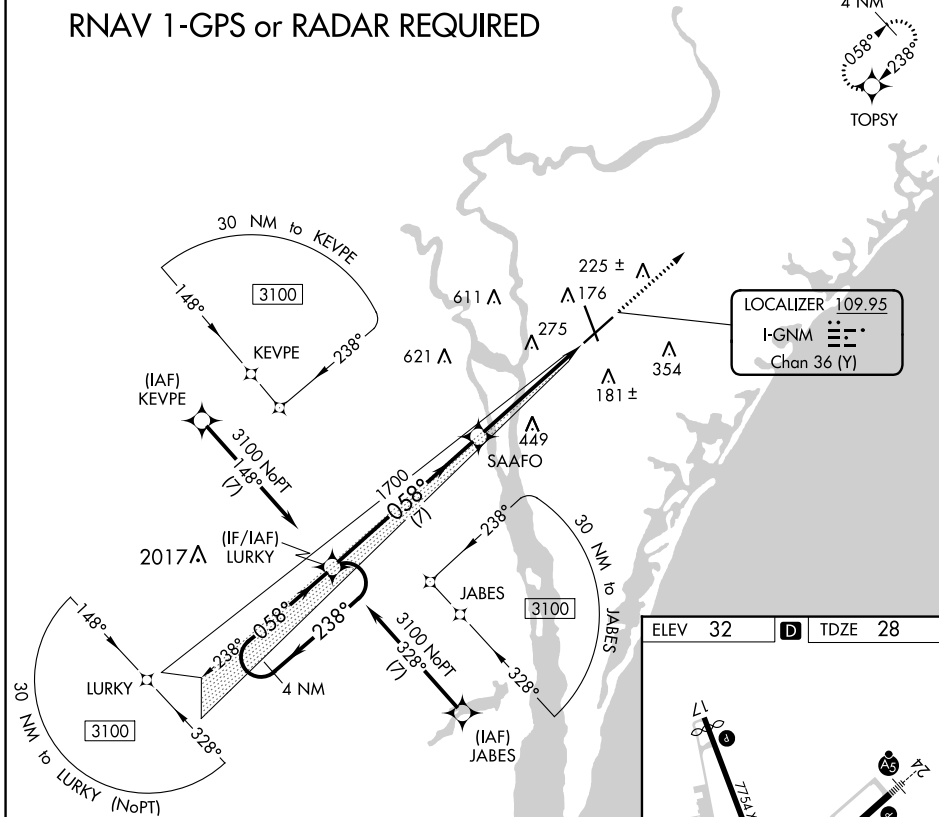 RNAV 1-GPS or RADAR REQUIRED
4 NM
058°
238°
TOPSY
30 NM to KEVPE
3100
148°
238°
KEVPE
(IAF)
KEVPE
3100 NoPT
148°
(7)
225 ±
611
176
275
621
354
181 ±
449
LOCALIZER 109.95
I-GNM
Chan 36 (Y)
SAAFO
1700
058°
(7)
2017
(IF/IAF)
LURKY
058°
238°
238°
4 NM
238°
30 NM to JABES
JABES
3100
328°
3100 NoPT
328°
(7)
(IAF)
JABES
148°
LURKY
3100
328°
30 NM to LURKY (NoPT)
ELEV 32
D
TDZE 28
17
P
7754 X
A5
24